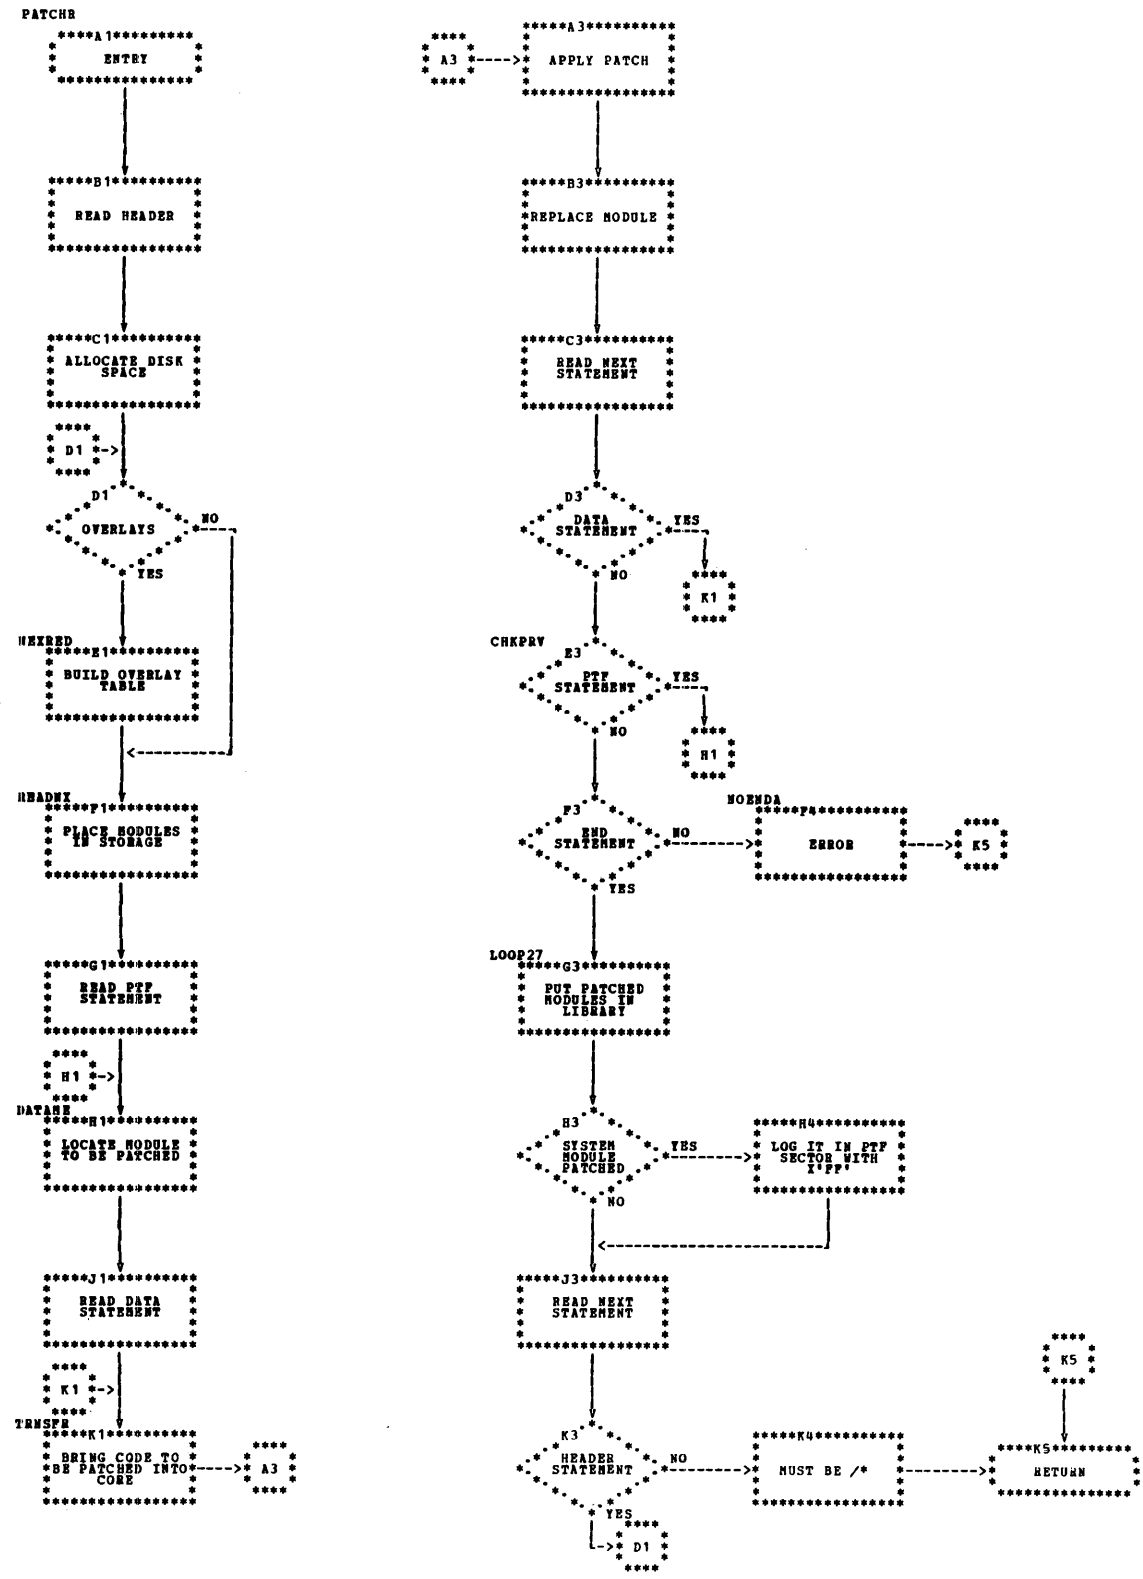 PATCHR
A1
ENTRY
B1
READ HEADER
C1
ALLOCATE DISK
SPACE
D1
D1
OVERLAYS
NO
YES
NEXRED
E1
BUILD OVERLAY
TABLE
READNX
F1
PLACE MODULES
IN STORAGE
G1
READ PTF
STATEMENT
H1
DATAME
H1
LOCATE MODULE
TO BE PATCHED
J1
READ DATA
STATEMENT
K1
TRNSFR
K1
BRING CODE TO
BE PATCHED INTO
CORE
A3
A3
A3
APPLY PATCH
B3
REPLACE MODULE
C3
READ NEXT
STATEMENT
D3
DATA
STATEMENT
YES
K1
NO
CHKPRV
E3
PTF
STATEMENT
YES
H1
NO
F3
END
STATEMENT
NO
NOENDA
F4
ERROR
K5
YES
LOOP27
G3
PUT PATCHED
MODULES IN
LIBRARY
H3
SYSTEM
MODULE
PATCHED
YES
H4
LOG IT IN PTF
SECTOR WITH
X'FF'
NO
J3
READ NEXT
STATEMENT
K3
HEADER
STATEMENT
NO
K4
MUST BE /*
K5
K5
RETURN
YES
D1